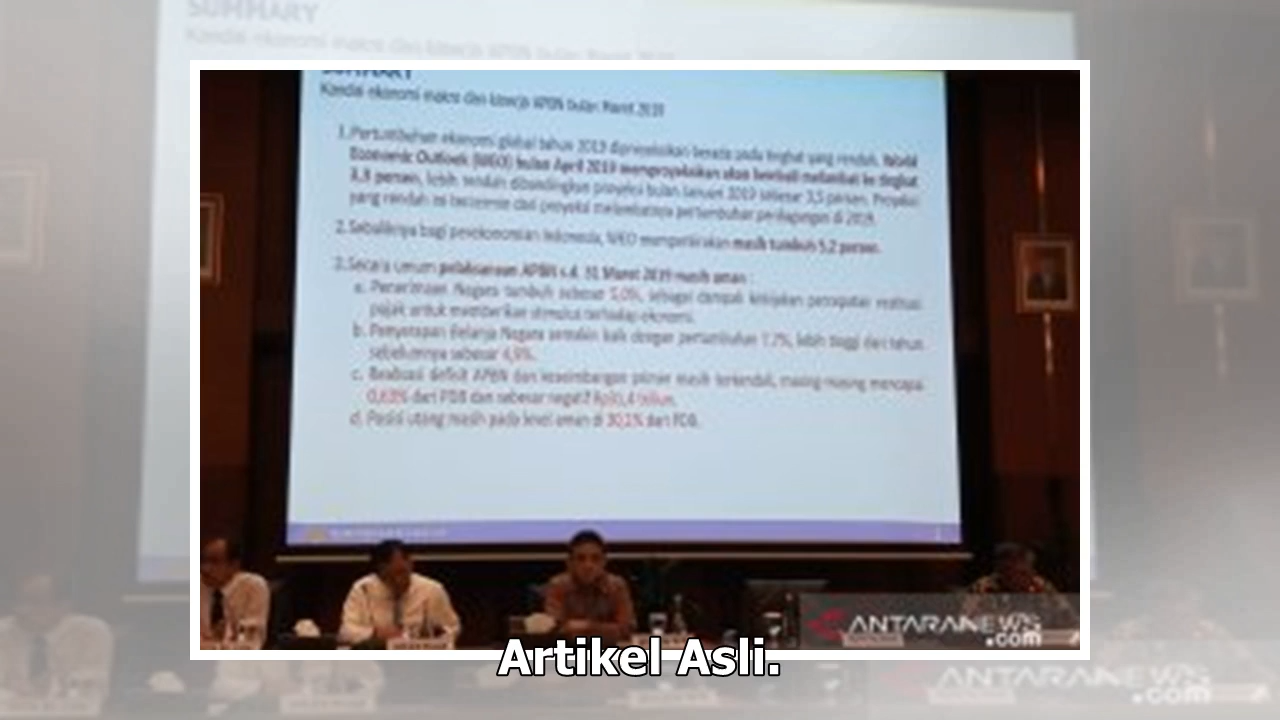 SUMMARY
Kondisi ekonomi makro dan kinerja APBN bulan Maret 2019
1. Pertumbuhan ekonomi global tahun 2019 diproyeksikan berada pada tingkat yang rendah. World
Economic Outlook (WEO) bulan April 2019 memproyeksikan akan kembali melambat ke tingkat
3,3 persen, lebih rendah dibandingkan proyeksi bulan Januari 2019 sebesar 3,5 persen. Proyeksi
yang rendah ini bersumber dari proyeksi melemahnya pertumbuhan perdagangan di 2019.
2. Sebaliknya bagi perekonomian Indonesia, WEO memperkirakan masih tumbuh 5,2 persen.
3. Secara umum pelaksanaan APBN s.d. 31 Maret 2019 masih aman :
a. Penerimaan Negara tumbuh sebesar 5,0%, sebagai dampak kebijakan percepatan restitusi
pajak untuk memberikan stimulus terhadap ekonomi.
b. Penyerapan Belanja Negara semakin baik dengan pertumbuhan 7,7%, lebih tinggi dari tahun
sebelumnya sebesar 4,9%.
c. Realisasi defisit APBN dan keseimbangan primer masih terkendali, masing-masing mencapai
0,63% dari PDB dan sebesar negatif
d. Posisi utang masih pada level aman di 30,1% dari PDB.
ANTARANEWS
.com
Artikel Asli.